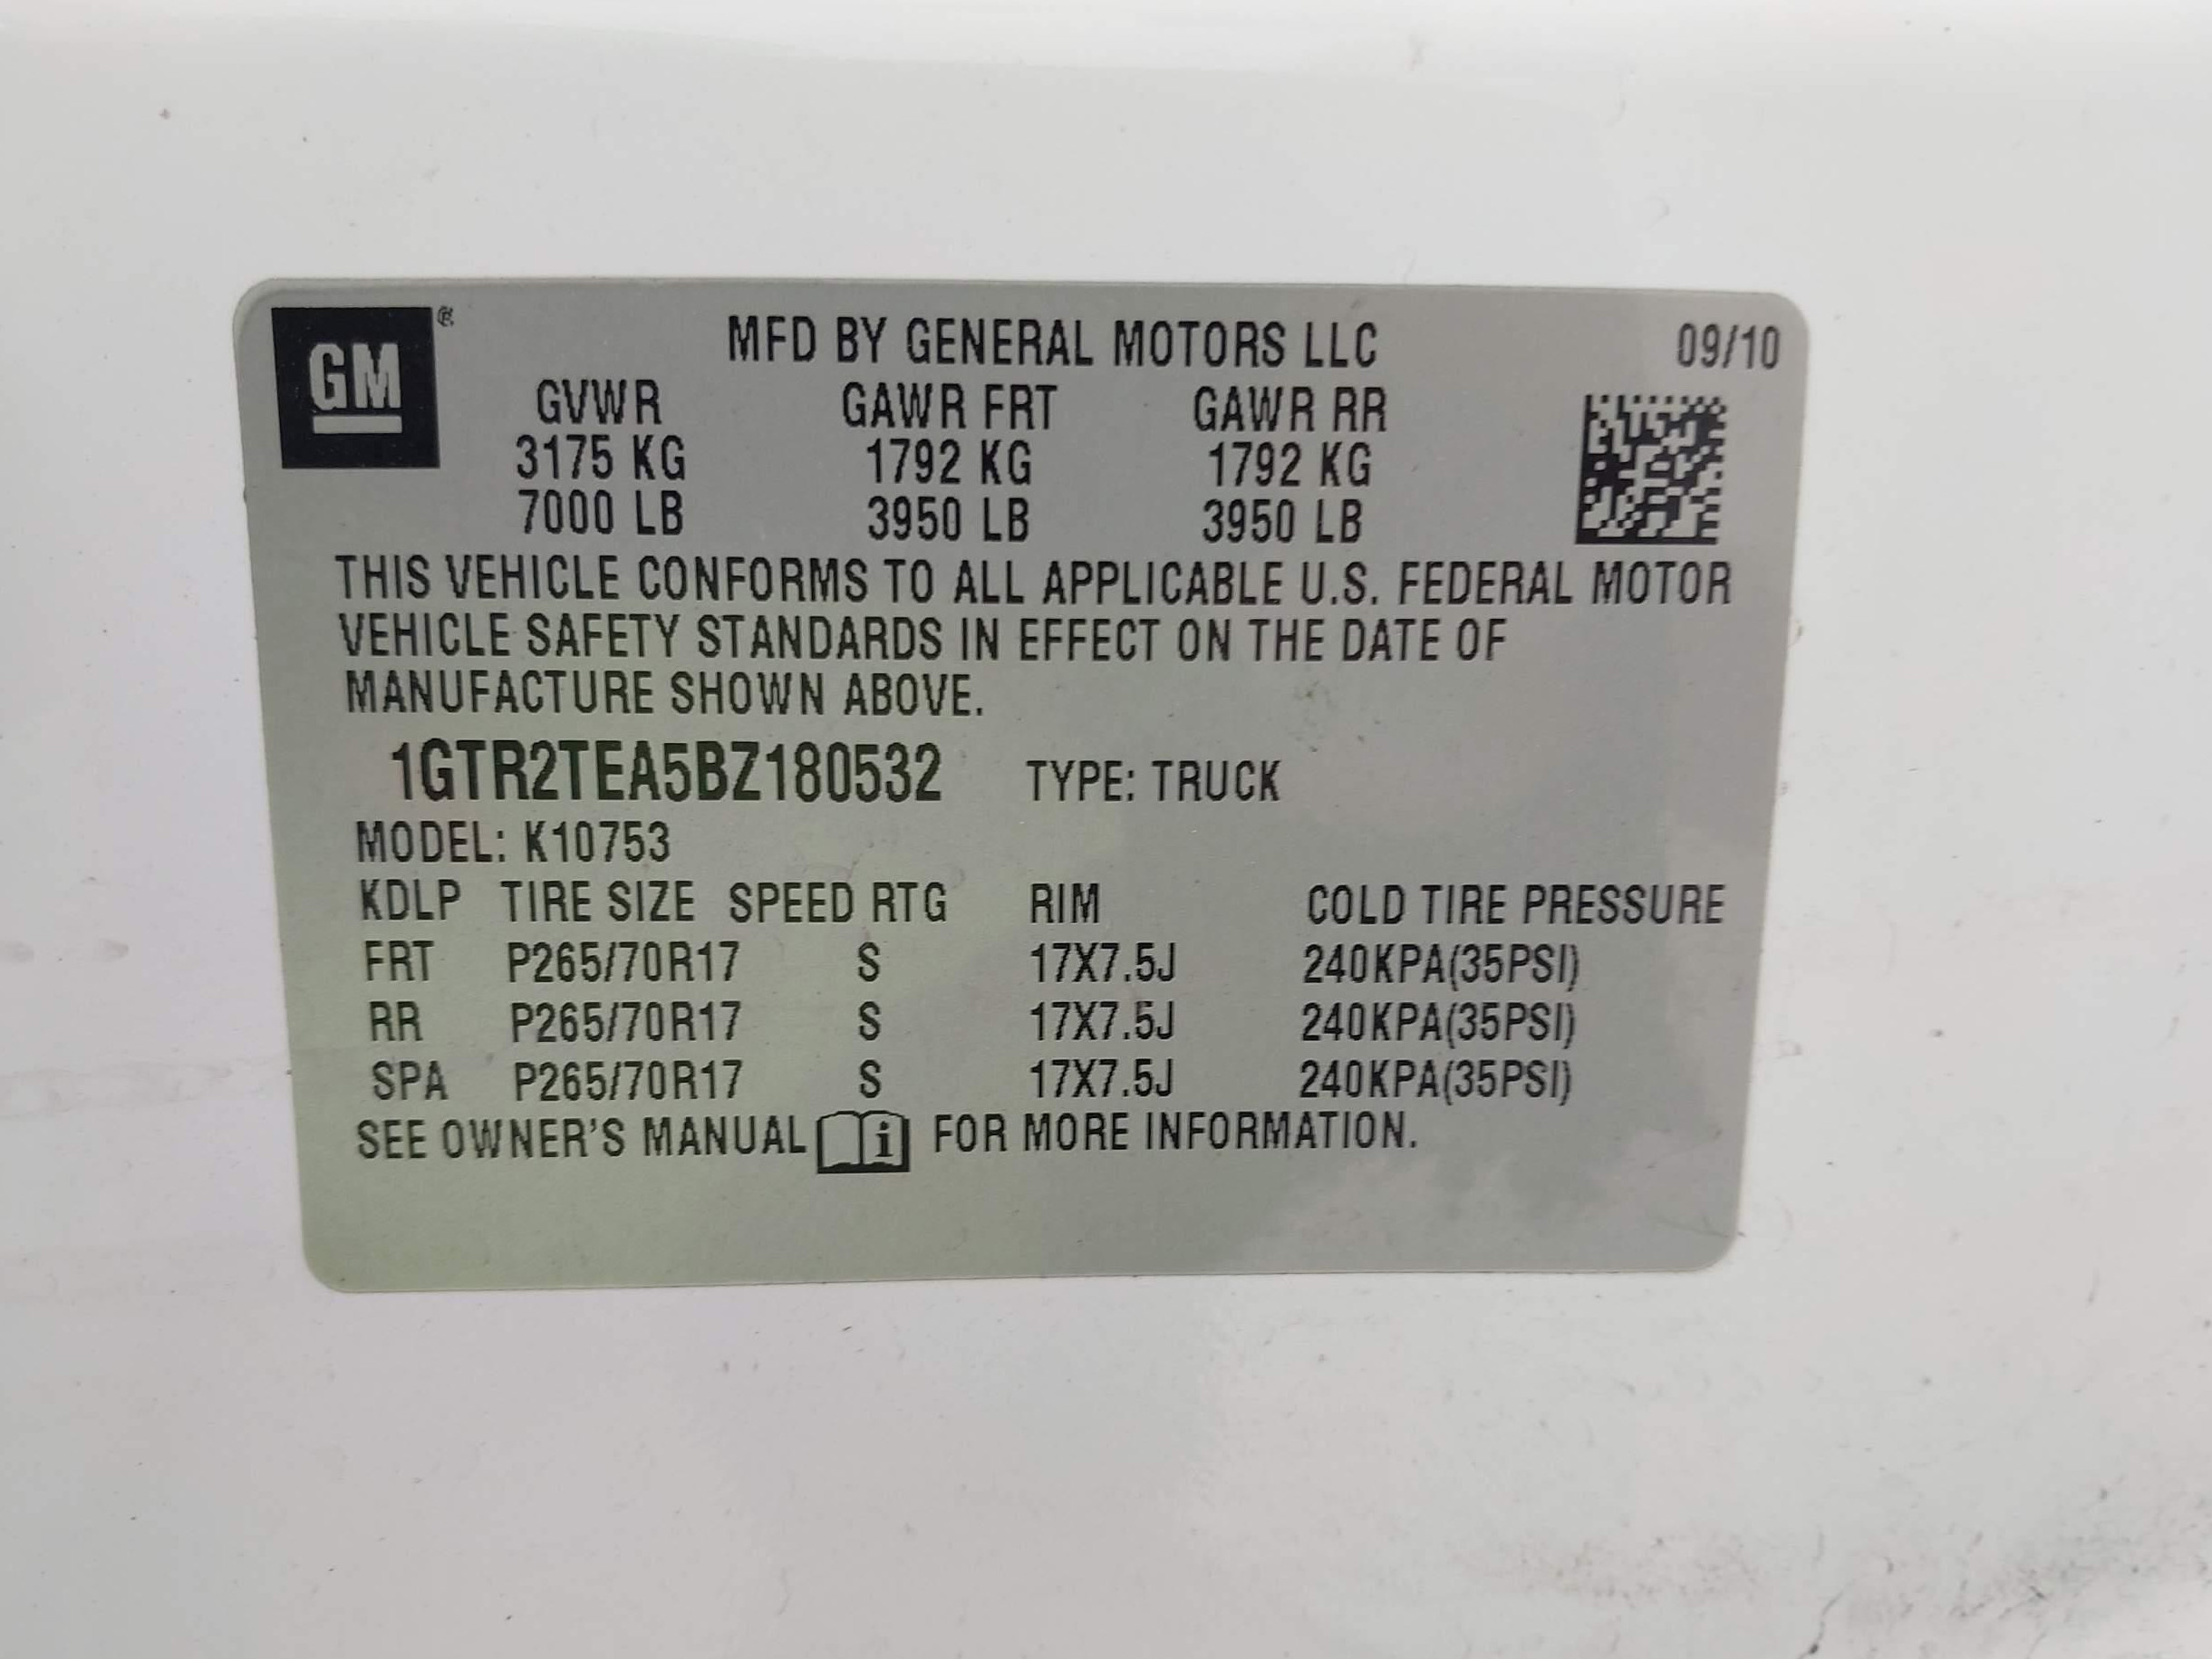 GM
MFD BY GENERAL MOTORS LLC 09/10
GVWR GAWR FRT GAWR RR
3175 KG 1792 KG 1792 KG
7000 LB 3950 LB 3950 LB
THIS VEHICLE CONFORMS TO ALL APPLICABLE U.S. FEDERAL MOTOR
VEHICLE SAFETY STANDARDS IN EFFECT ON THE DATE OF
MANUFACTURE SHOWN ABOVE.
1GTR2TEA5BZ180532 TYPE: TRUCK
MODEL: K10753
KDLP TIRE SIZE SPEED RTG RIM COLD TIRE PRESSURE
FRT P265/70R17 S 17X7.5J 240KPA(35PSI)
RR P265/70R17 S 17X7.5J 240KPA(35PSI)
SPA P265/70R17 S 17X7.5J 240KPA(35PSI)
SEE OWNER'S MANUAL i FOR MORE INFORMATION.